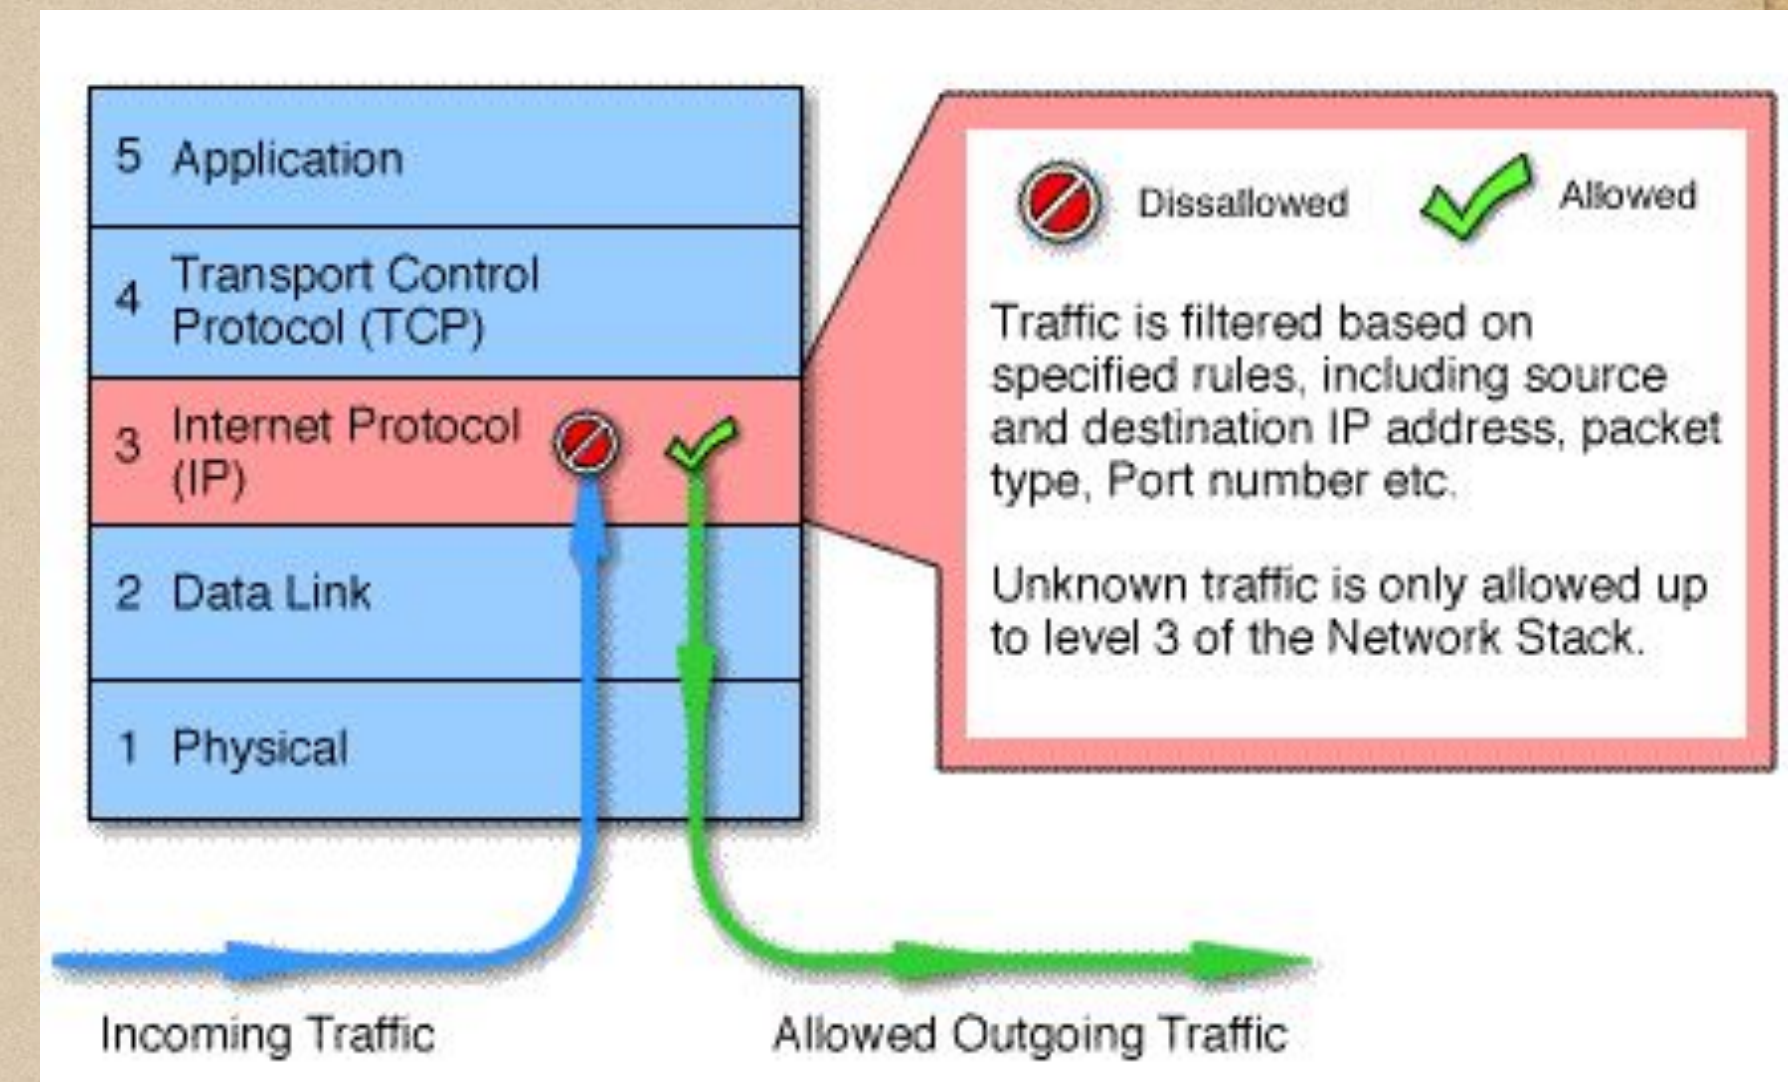 5 Application
4 Transport Control
Protocol (TCP)
3 Internet Protocol
(IP)
2 Data Link
1 Physical
Dissallowed
Allowed
Traffic is filtered based on
specified rules, including source
and destination IP address, packet
type, Port number etc.
Unknown traffic is only allowed up
to level 3 of the Network Stack.
Incoming Traffic
Allowed Outgoing Traffic